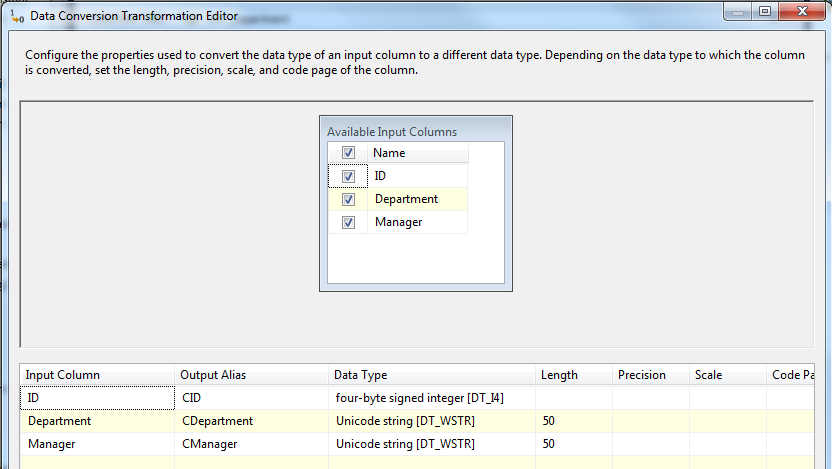 Data Conversion Transformation Editor
Configure the properties used to convert the data type of an input column to a different data type. Depending on the data type to which the column
is converted, set the length, precision, scale, and code page of the column.
Available Input Columns
Name
ID
Department
Manager
Input Column Output Alias Data Type Length Precision Scale Code Pa
ID CID four-byte signed integer [DT_I4]
Department CDepartment Unicode string [DT_WSTR] 50
Manager CManager Unicode string [DT_WSTR] 50